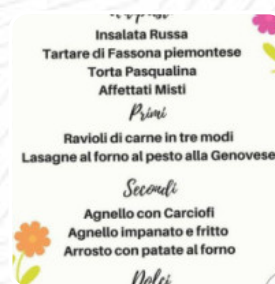 Insalata Russa
Tartare di Fassona piemontese
Torta Pasqualina
Affettati Misti
Primi
Ravioli di carne in tre modi
Lasagne al forno al pesto alla Genovese
Secondi
Agnello con Carciofi
Agnello impanato e fritto
Arrosto con patate al forno
Dolci